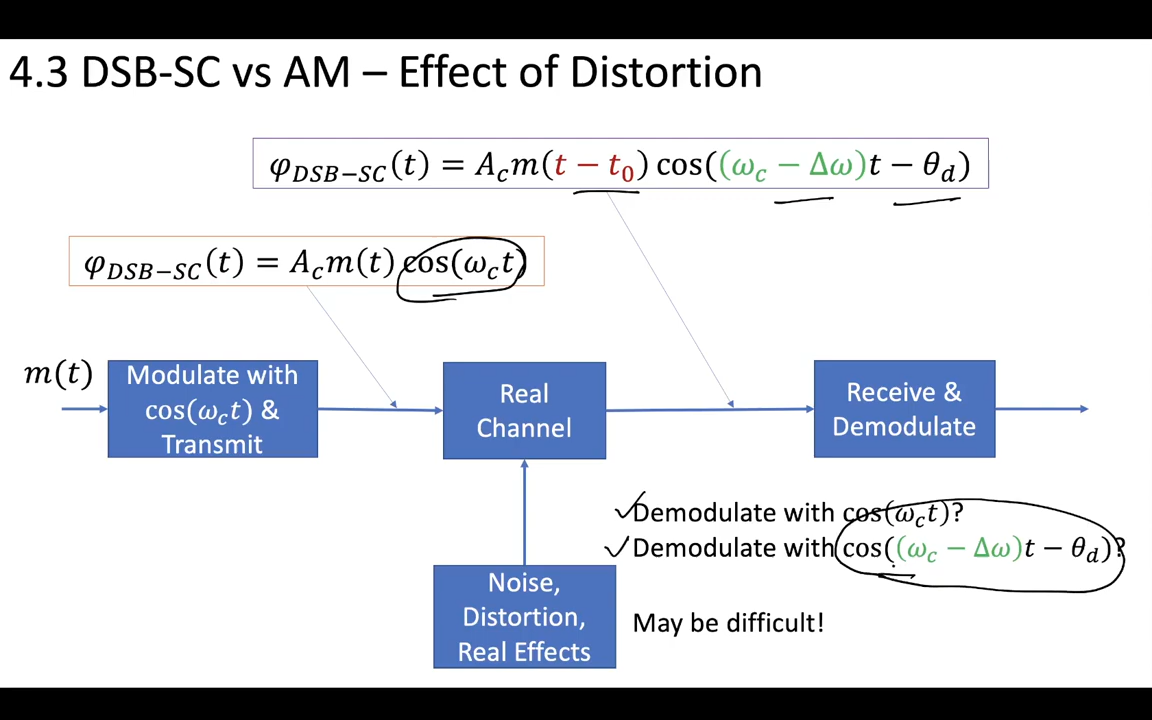 4.3 DSB-SC vs AM – Effect of Distortion
φ_DSB−SC(t) = A_c m(t − t_0) cos((ω_c − Δω)t − θ_d)
φ_DSB−SC(t) = A_c m(t) cos(ω_c t)
m(t)
Modulate with
cos(ω_c t) &
Transmit
Real
Channel
Receive &
Demodulate
Demodulate with cos(ω_c t)?
Demodulate with cos((ω_c − Δω)t − θ_d)?
Noise,
Distortion,
Real Effects
May be difficult!